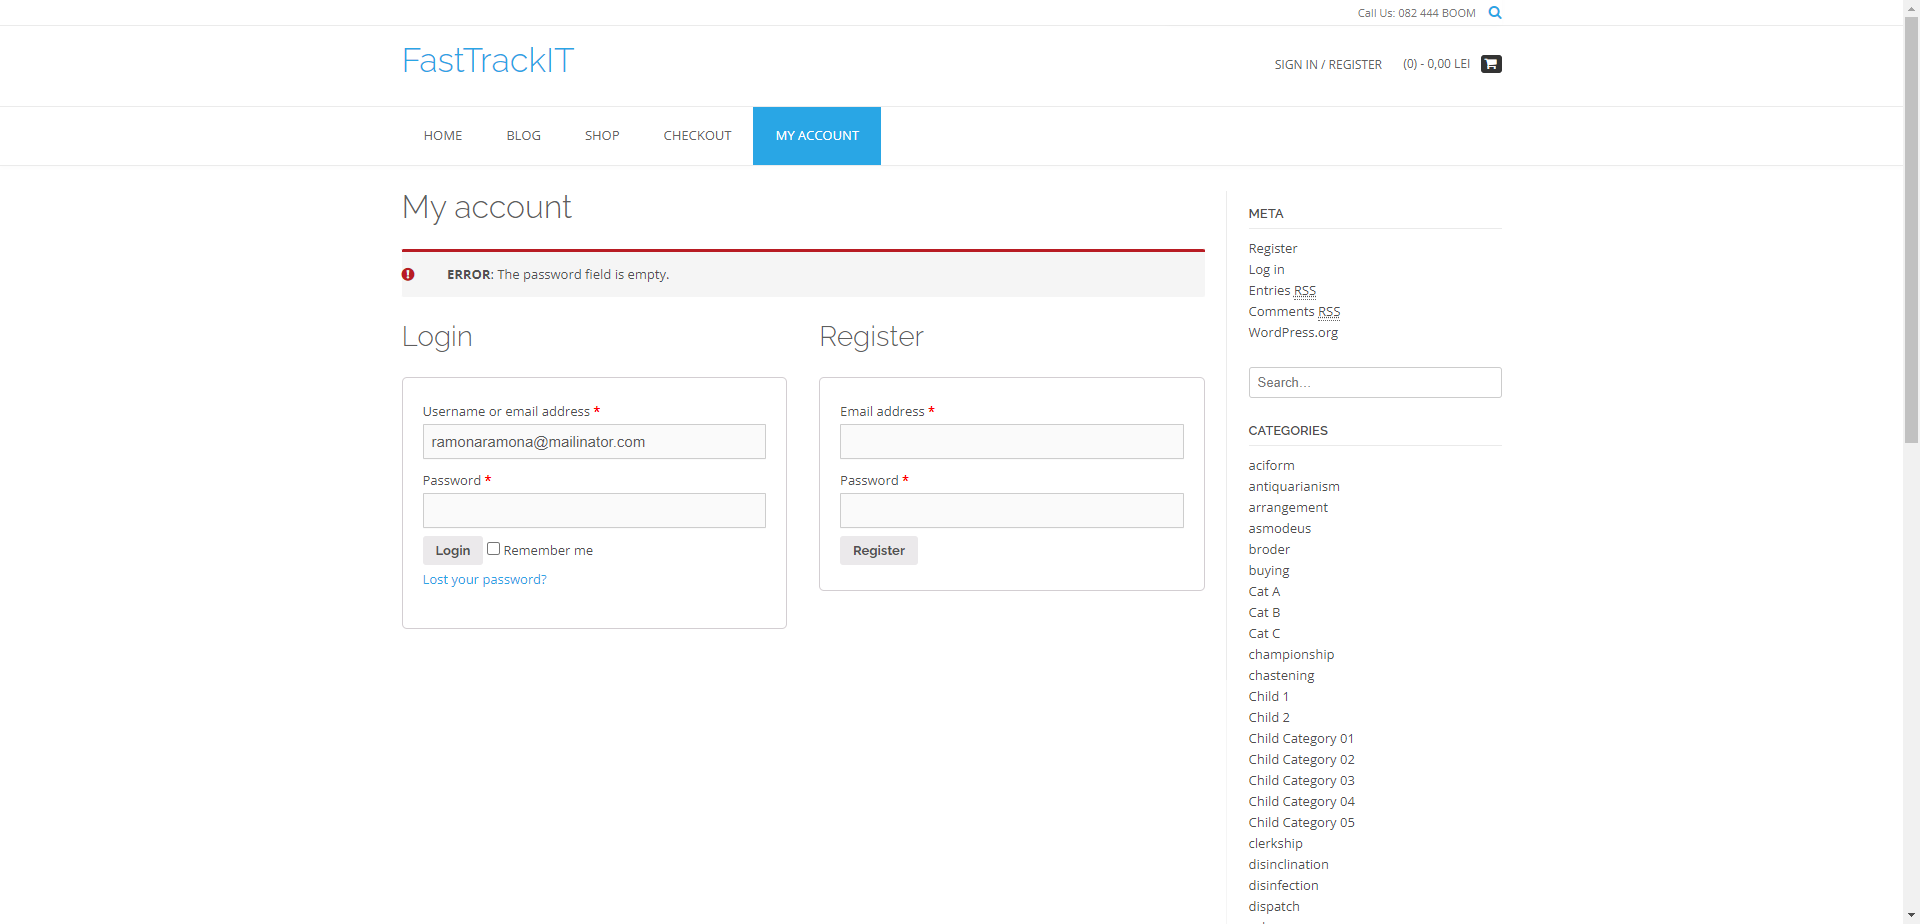 Call Us: 082 444 BOOM
FastTrackIT
SIGN IN / REGISTER
(0) - 0,00 LEI
HOME
BLOG
SHOP
CHECKOUT
MY ACCOUNT
My account
ERROR: The password field is empty.
Login
Username or email address *
ramonaramona@mailinator.com
Password *
Login
Remember me
Lost your password?
Register
Email address *
Password *
Register
META
Register
Log in
Entries RSS
Comments RSS
WordPress.org
Search...
CATEGORIES
aciform
antiquarianism
arrangement
asmodeus
broder
buying
Cat A
Cat B
Cat C
championship
chastening
Child 1
Child 2
Child Category 01
Child Category 02
Child Category 03
Child Category 04
Child Category 05
clerkship
disinclination
disinfection
dispatch